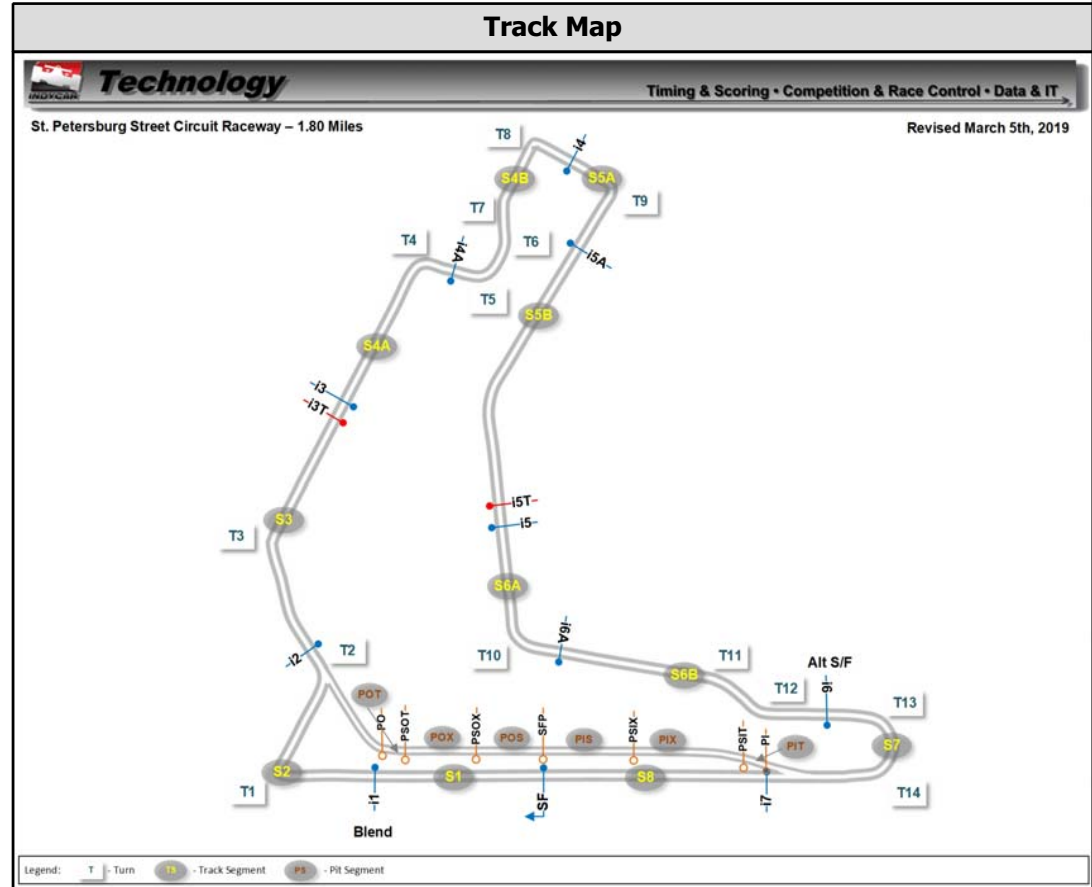 Track Map
INDYCAR
Technology
Timing & Scoring • Competition & Race Control • Data & IT
St. Petersburg Street Circuit Raceway – 1.80 Miles
Revised March 5th, 2019
T8
-i4-
S4B
S5A
T9
T7
T4
-i4A-
T6
-i5A-
T5
S5B
S4A
-i3-
-i3T-
-i5T-
-i5-
S3
T3
S6A
-i2-
T2
T10
-i6A-
S6B
T11
Alt S/F
-i6-
T12
T13
POT
-PO-
-PSOT-
POX
-PSOX-
POS
-SFP-
PIS
-PSIX-
PIX
-PSIT-
-PI-
PIT
S7
S2
T1
-i1-
S1
-SF-
S8
-i7-
T14
Blend
Legend: T - Turn TS - Track Segment PS - Pit Segment